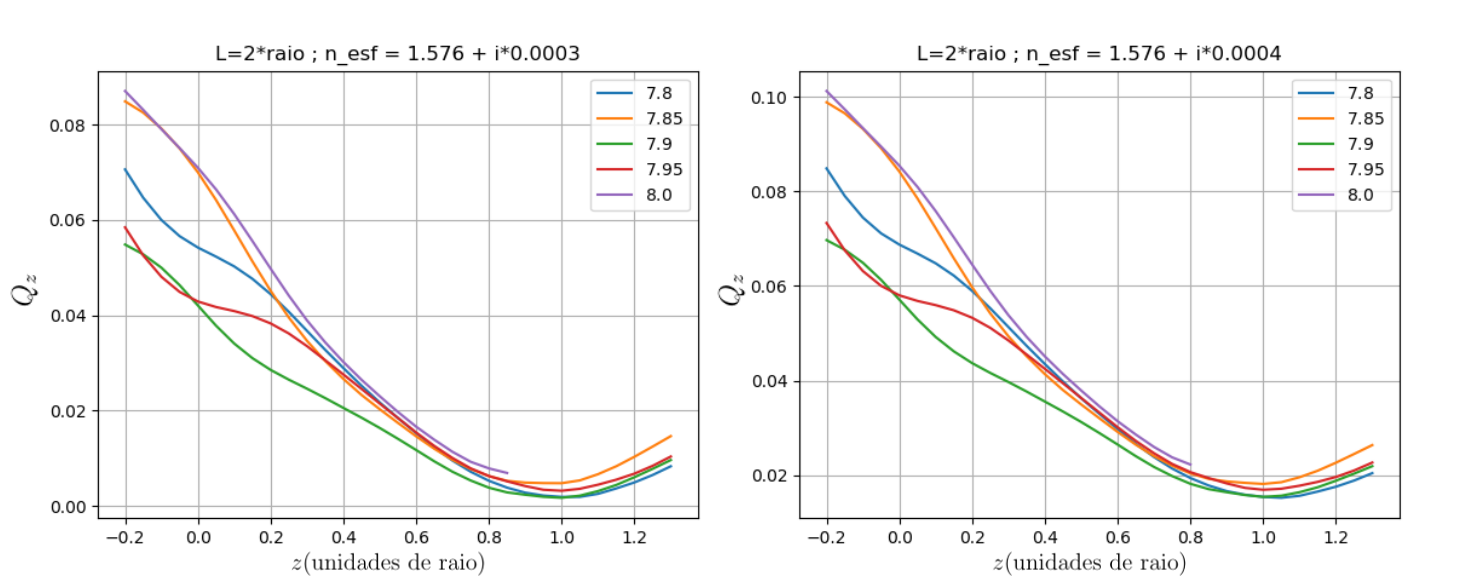 L=2*raio ; n_esf = 1.576 + i*0.0003
7.8
7.85
7.9
7.95
8.0
0.08
0.06
0.04
0.02
0.00
Q_z
−0.2 0.0 0.2 0.4 0.6 0.8 1.0 1.2
z(unidades de raio)
L=2*raio ; n_esf = 1.576 + i*0.0004
7.8
7.85
7.9
7.95
8.0
0.10
0.08
0.06
0.04
0.02
Q_z
−0.2 0.0 0.2 0.4 0.6 0.8 1.0 1.2
z(unidades de raio)